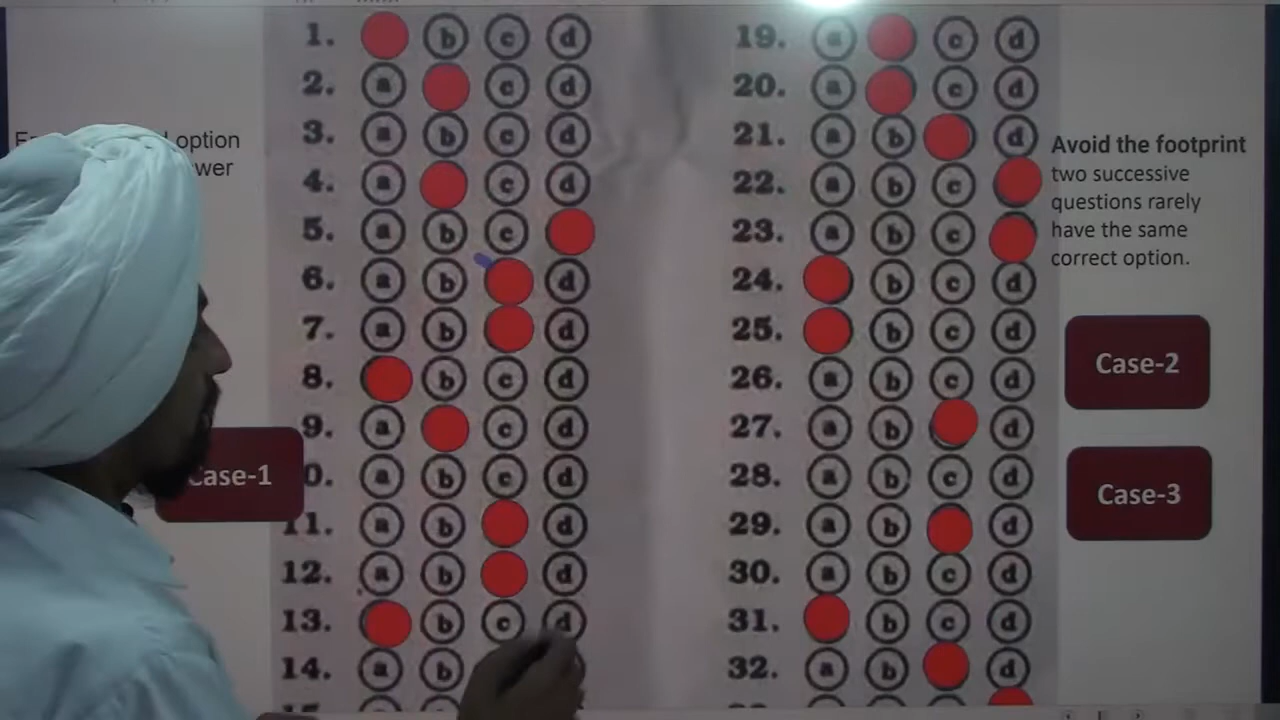 option
wer
1. b c d
2. a c d
3. a b c d
4. a c d
5. a b c
6. a b d
7. a b d
8. b c d
9. a c d
0. a b c d
11. a b d
12. a b d
13. b c d
14. a b
19. a c d
20. a c d
21. a b d
22. a b c
23. a b c
24. b c d
25. b c d
26. a b c d
27. a b d
28. a b c d
29. a b d
30. a b c d
31. b c d
32. a b d
Avoid the footprint
two successive
questions rarely
have the same
correct option.
Case-1
Case-2
Case-3